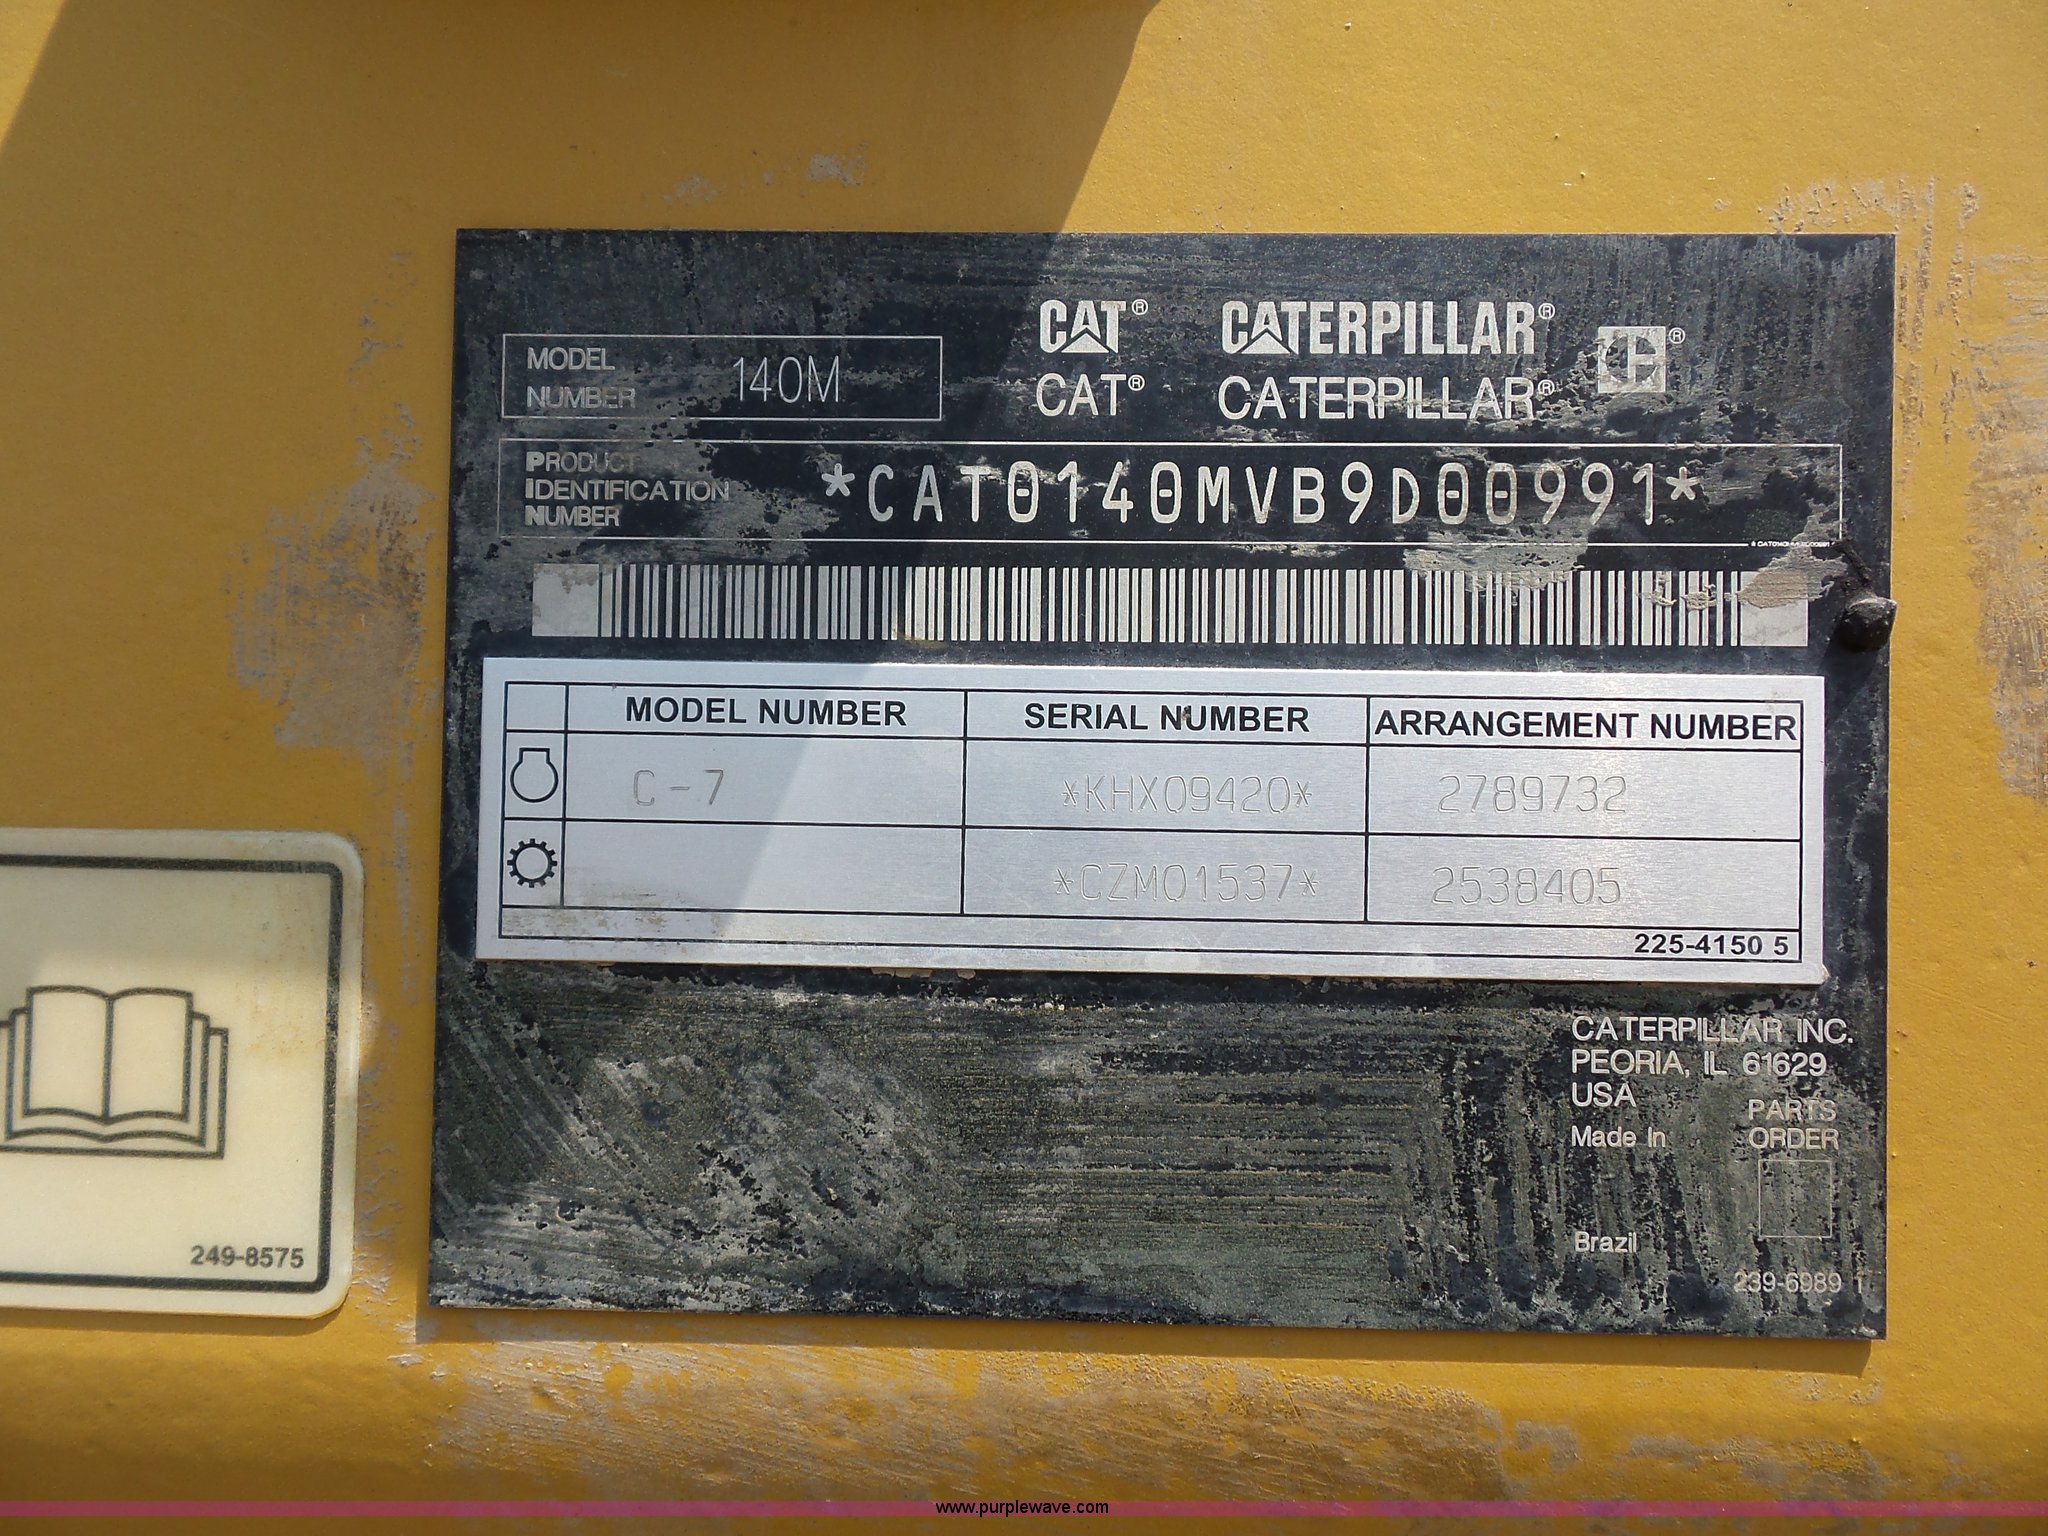 CAT® CATERPILLAR®
MODEL NUMBER 140M
CAT® CATERPILLAR®
PRODUCT IDENTIFICATION NUMBER *CAT0140MVB9D00991*
MODEL NUMBER SERIAL NUMBER ARRANGEMENT NUMBER
C-7 *KHX09420* 2789732
*CZM01537* 2538405
225-4150 5
CATERPILLAR INC.
PEORIA, IL 61629
USA
PARTS ORDER
Made In
Brazil
239-6989 1
249-8575
www.purplewave.com